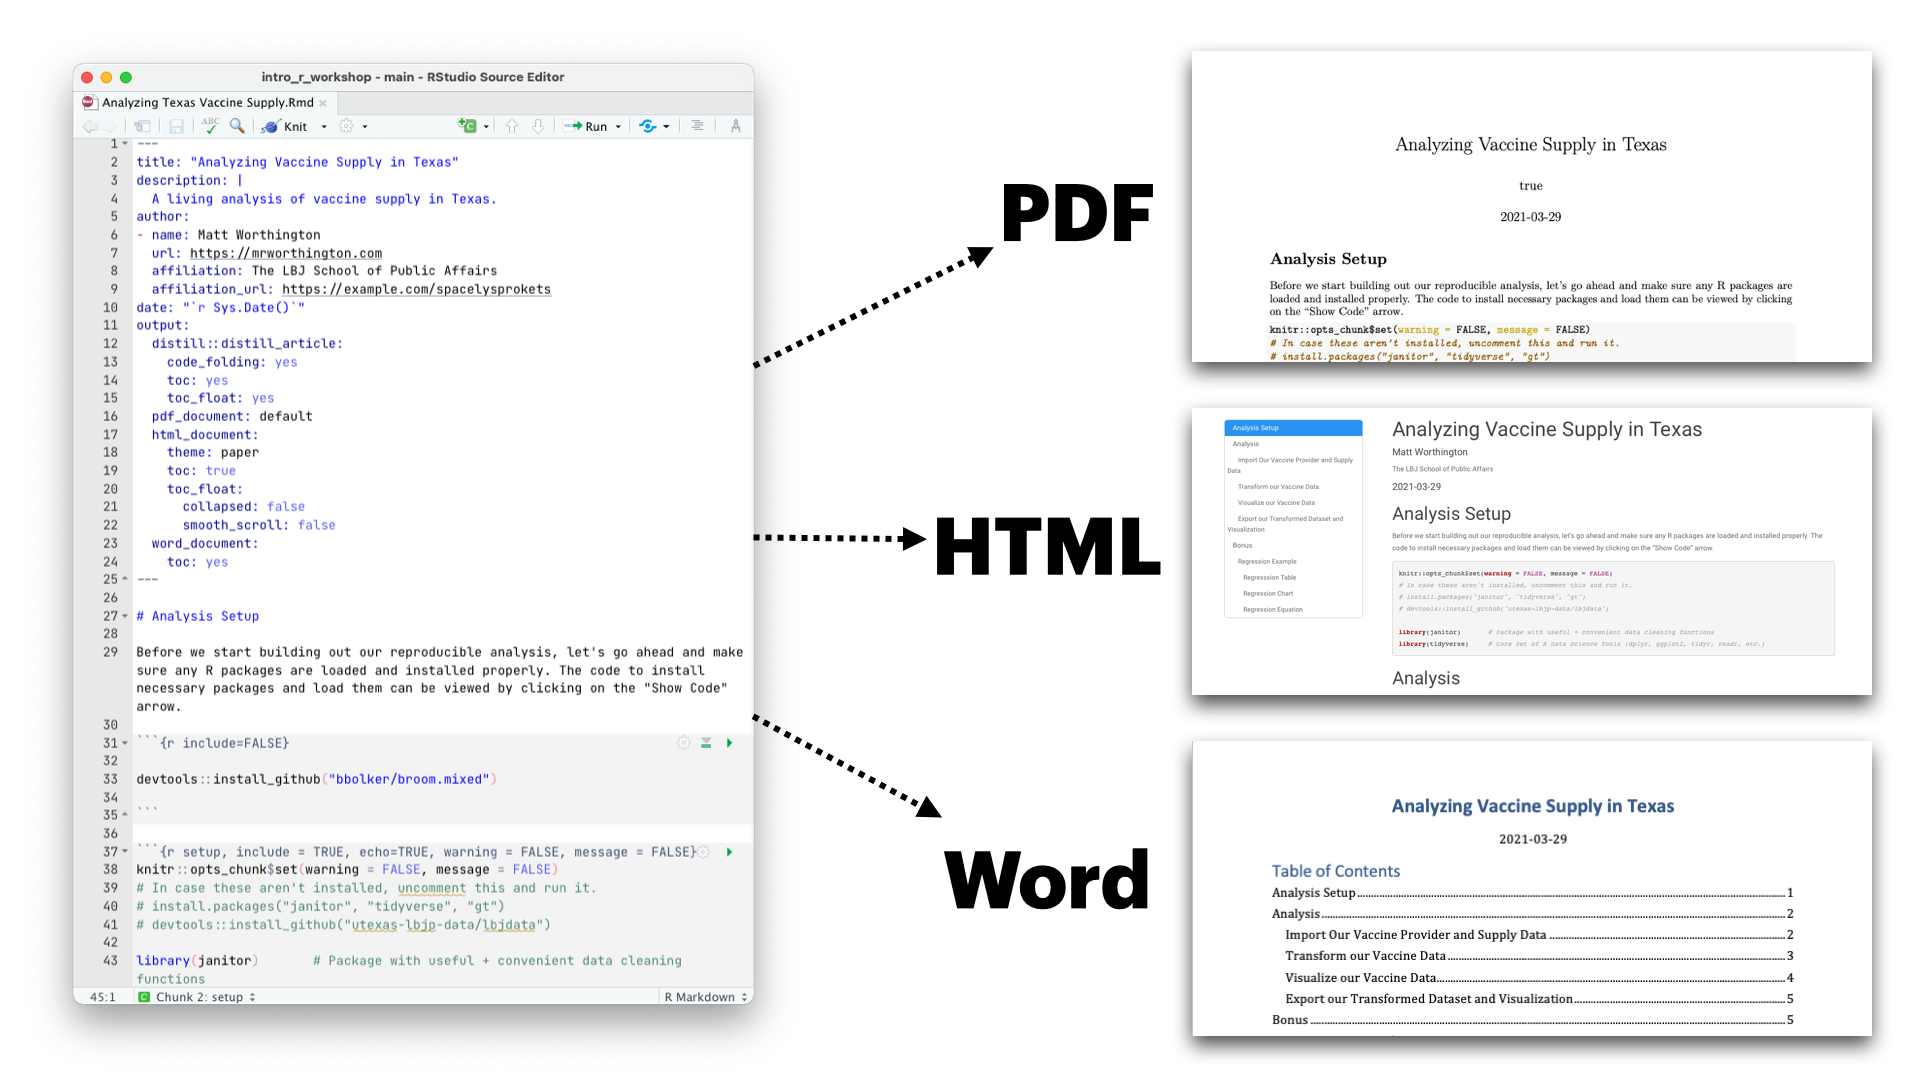 intro_r_workshop - main - RStudio Source Editor
Analyzing Texas Vaccine Supply.Rmd
ABC
Knit
Run
1 ---
2 title: "Analyzing Vaccine Supply in Texas"
3 description: |
4 A living analysis of vaccine supply in Texas.
5 author:
6 - name: Matt Worthington
7 url: https://mrworthington.com
8 affiliation: The LBJ School of Public Affairs
9 affiliation_url: https://example.com/spacelysprokets
10 date: "`r Sys.Date()`"
11 output:
12 distill::distill_article:
13 code_folding: yes
14 toc: yes
15 toc_float: yes
16 pdf_document: default
17 html_document:
18 theme: paper
19 toc: true
20 toc_float:
21 collapsed: false
22 smooth_scroll: false
23 word_document:
24 toc: yes
25 ---
26
27 # Analysis Setup
28
29 Before we start building out our reproducible analysis, let's go ahead and make
sure any R packages are loaded and installed properly. The code to install
necessary packages and load them can be viewed by clicking on the "Show Code"
arrow.
30
31 ```{r include=FALSE}
32
33 devtools::install_github("bbolker/broom.mixed")
34
35 ```
36
37 ```{r setup, include = TRUE, echo=TRUE, warning = FALSE, message = FALSE}
38 knitr::opts_chunk$set(warning = FALSE, message = FALSE)
39 # In case these aren't installed, uncomment this and run it.
40 # install.packages("janitor", "tidyverse", "gt")
41 # devtools::install_github("utexas-lbjp-data/lbjdata")
42
43 library(janitor) # Package with useful + convenient data cleaning
functions
45:1 Chunk 2: setup R Markdown
PDF
HTML
Word
Analyzing Vaccine Supply in Texas
true
2021-03-29
Analysis Setup
Before we start building out our reproducible analysis, let's go ahead and make sure any R packages are
loaded and installed properly. The code to install necessary packages and load them can be viewed by clicking
on the "Show Code" arrow.
knitr::opts_chunk$set(warning = FALSE, message = FALSE)
# In case these aren't installed, uncomment this and run it.
# install.packages("janitor", "tidyverse", "gt")
Analysis Setup
Analysis
Import Our Vaccine Provider and Supply
Data
Transform our Vaccine Data
Visualize our Vaccine Data
Export our Transformed Dataset and
Visualization
Bonus
Regression Example
Regresssion Table
Regression Chart
Regression Equation
Analyzing Vaccine Supply in Texas
Matt Worthington
The LBJ School of Public Affairs
2021-03-29
Analysis Setup
Before we start building out our reproducible analysis, let's go ahead and make sure any R packages are loaded and installed properly. The
code to install necessary packages and load them can be viewed by clicking on the "Show Code" arrow.
knitr::opts_chunk$set(warning = FALSE, message = FALSE)
# In case these aren't installed, uncomment this and run it.
# install.packages("janitor", "tidyverse", "gt")
# devtools::install_github("utexas-lbjp-data/lbjdata")
library(janitor) # Package with useful + convenient data cleaning functions
library(tidyverse) # Core Set of R Data Science Tools (dplyr, ggplot2, tidyr, readr, etc.)
Analysis
Analyzing Vaccine Supply in Texas
2021-03-29
Table of Contents
Analysis Setup 1
Analysis 2
Import Our Vaccine Provider and Supply Data 2
Transform our Vaccine Data 3
Visualize our Vaccine Data 4
Export our Transformed Dataset and Visualization 5
Bonus 5